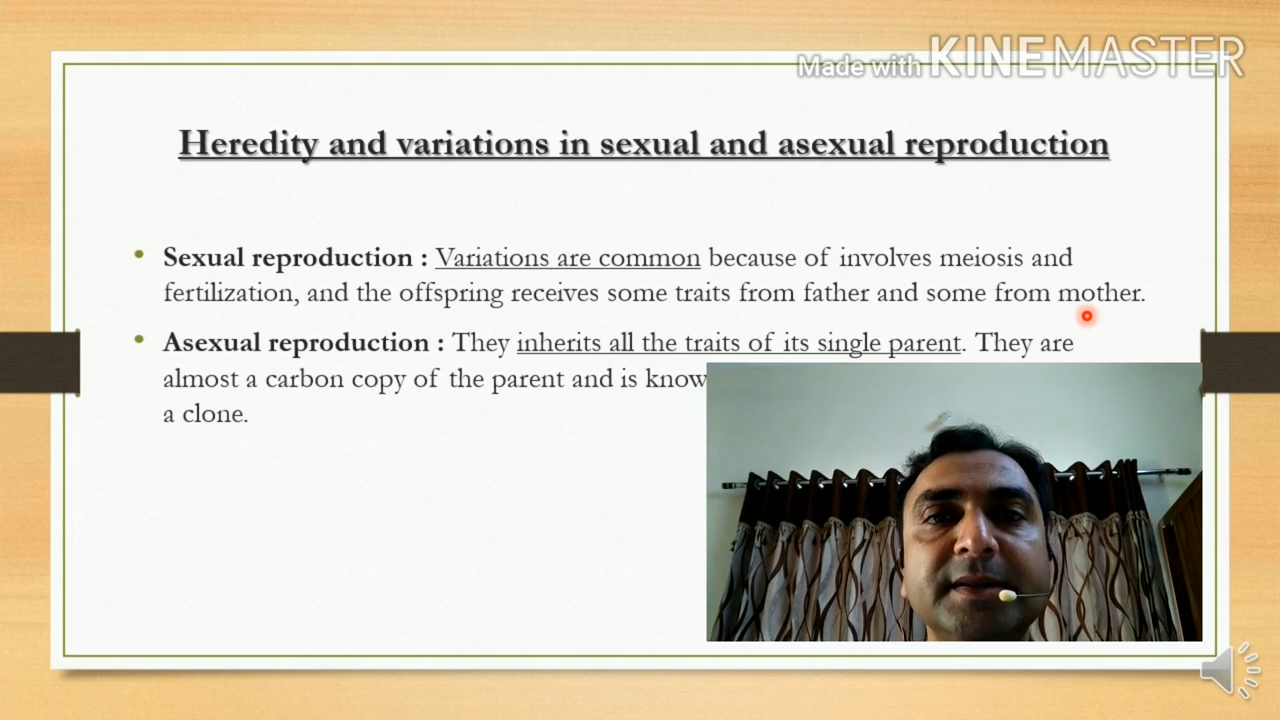 Made with KINEMASTER
Heredity and variations in sexual and asexual reproduction
• Sexual reproduction : Variations are common because of involves meiosis and
fertilization, and the offspring receives some traits from father and some from mother.
• Asexual reproduction : They inherits all the traits of its single parent. They are
almost a carbon copy of the parent and is know
a clone.